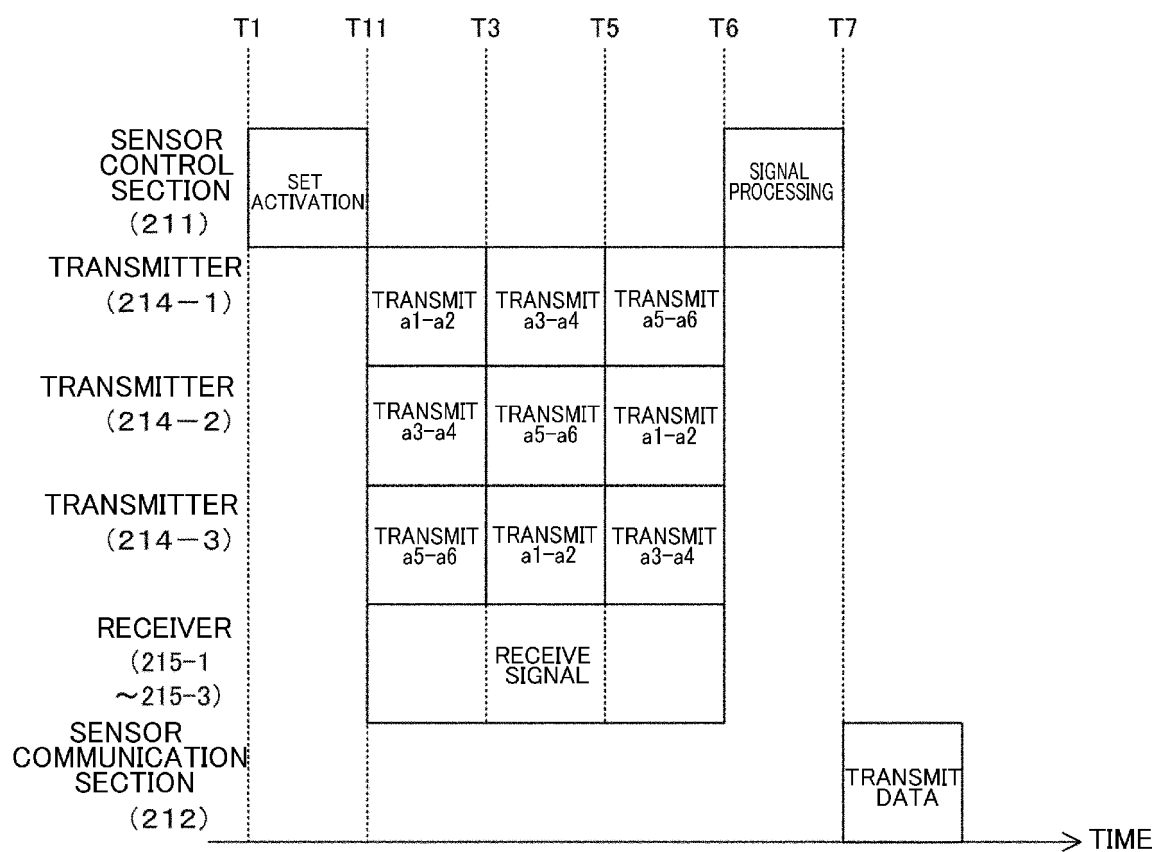 T1 T11 T3 T5 T6 T7
SENSOR
CONTROL
SECTION
(211)
SET
ACTIVATION
SIGNAL
PROCESSING
TRANSMITTER
(214-1)
TRANSMIT
a1-a2
TRANSMIT
a3-a4
TRANSMIT
a5-a6
TRANSMITTER
(214-2)
TRANSMIT
a3-a4
TRANSMIT
a5-a6
TRANSMIT
a1-a2
TRANSMITTER
(214-3)
TRANSMIT
a5-a6
TRANSMIT
a1-a2
TRANSMIT
a3-a4
RECEIVER
(215-1
~215-3)
RECEIVE
SIGNAL
SENSOR
COMMUNICATION
SECTION
(212)
TRANSMIT
DATA
TIME